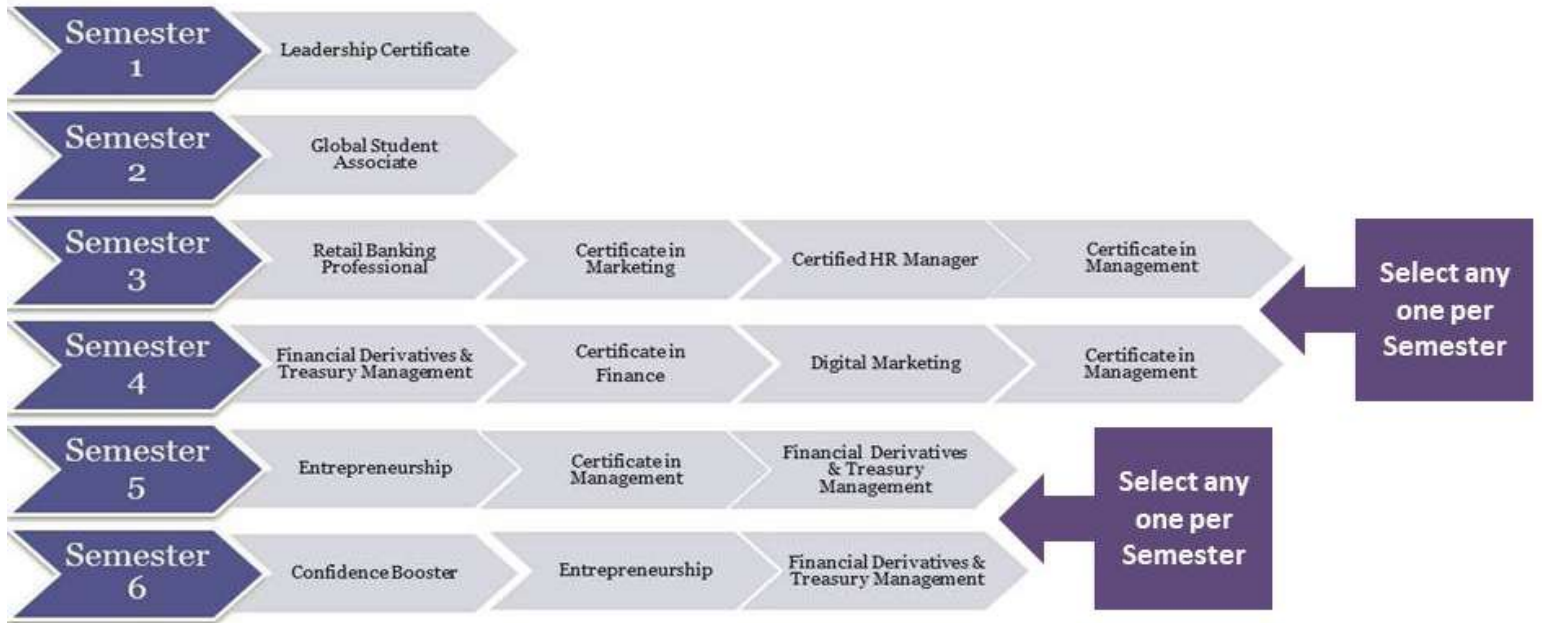 Semester
1
Leadership Certificate
Semester
2
Global Student
Associate
Semester
3
Retail Banking
Professional
Certificate in
Marketing
Certified HR Manager
Certificate in
Management
Select any
one per
Semester
Semester
4
Financial Derivatives &
Treasury Management
Certificate in
Finance
Digital Marketing
Certificate in
Management
Semester
5
Entrepreneurship
Certificate in
Management
Financial Derivatives
& Treasury
Management
Select any
one per
Semester
Semester
6
Confidence Booster
Entrepreneurship
Financial Derivatives &
Treasury Management